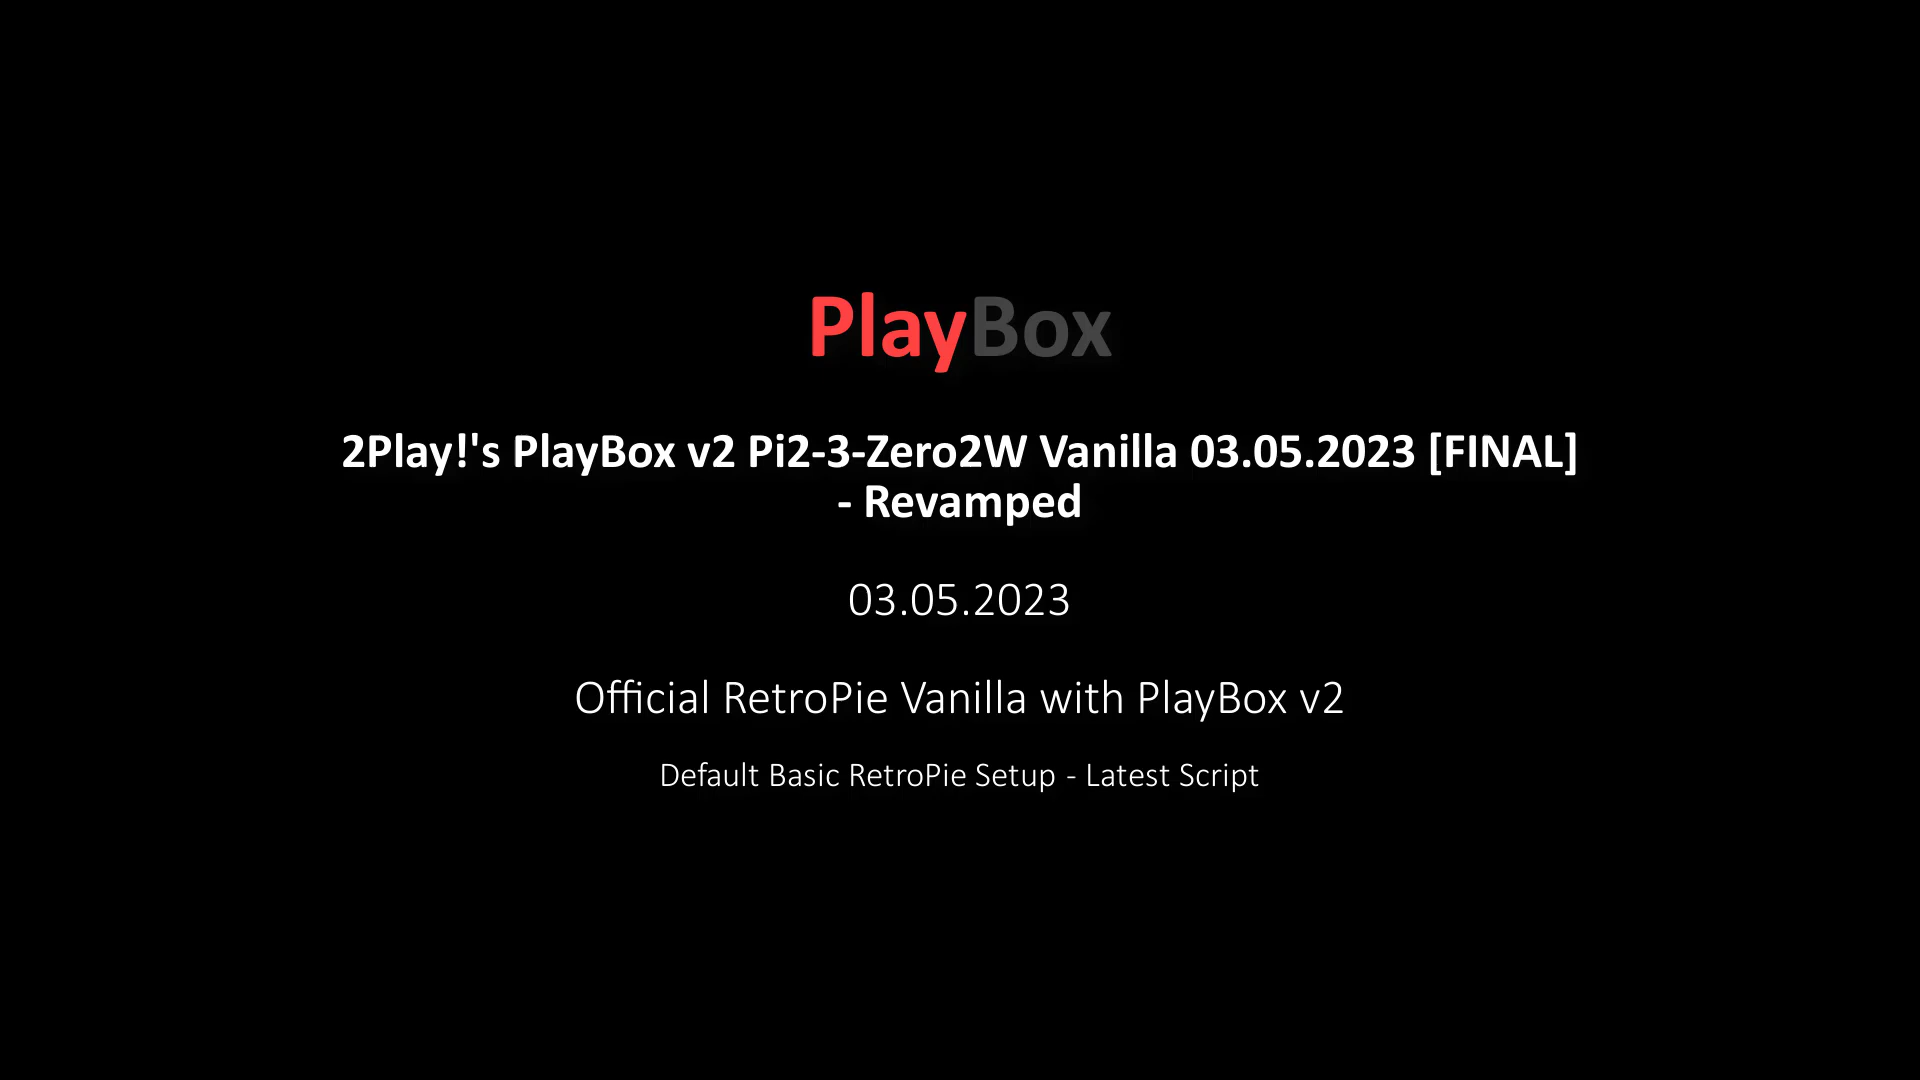 PlayBox
2Play!'s PlayBox v2 Pi2-3-Zero2W Vanilla 03.05.2023 [FINAL]
- Revamped
03.05.2023
Official RetroPie Vanilla with PlayBox v2
Default Basic RetroPie Setup - Latest Script